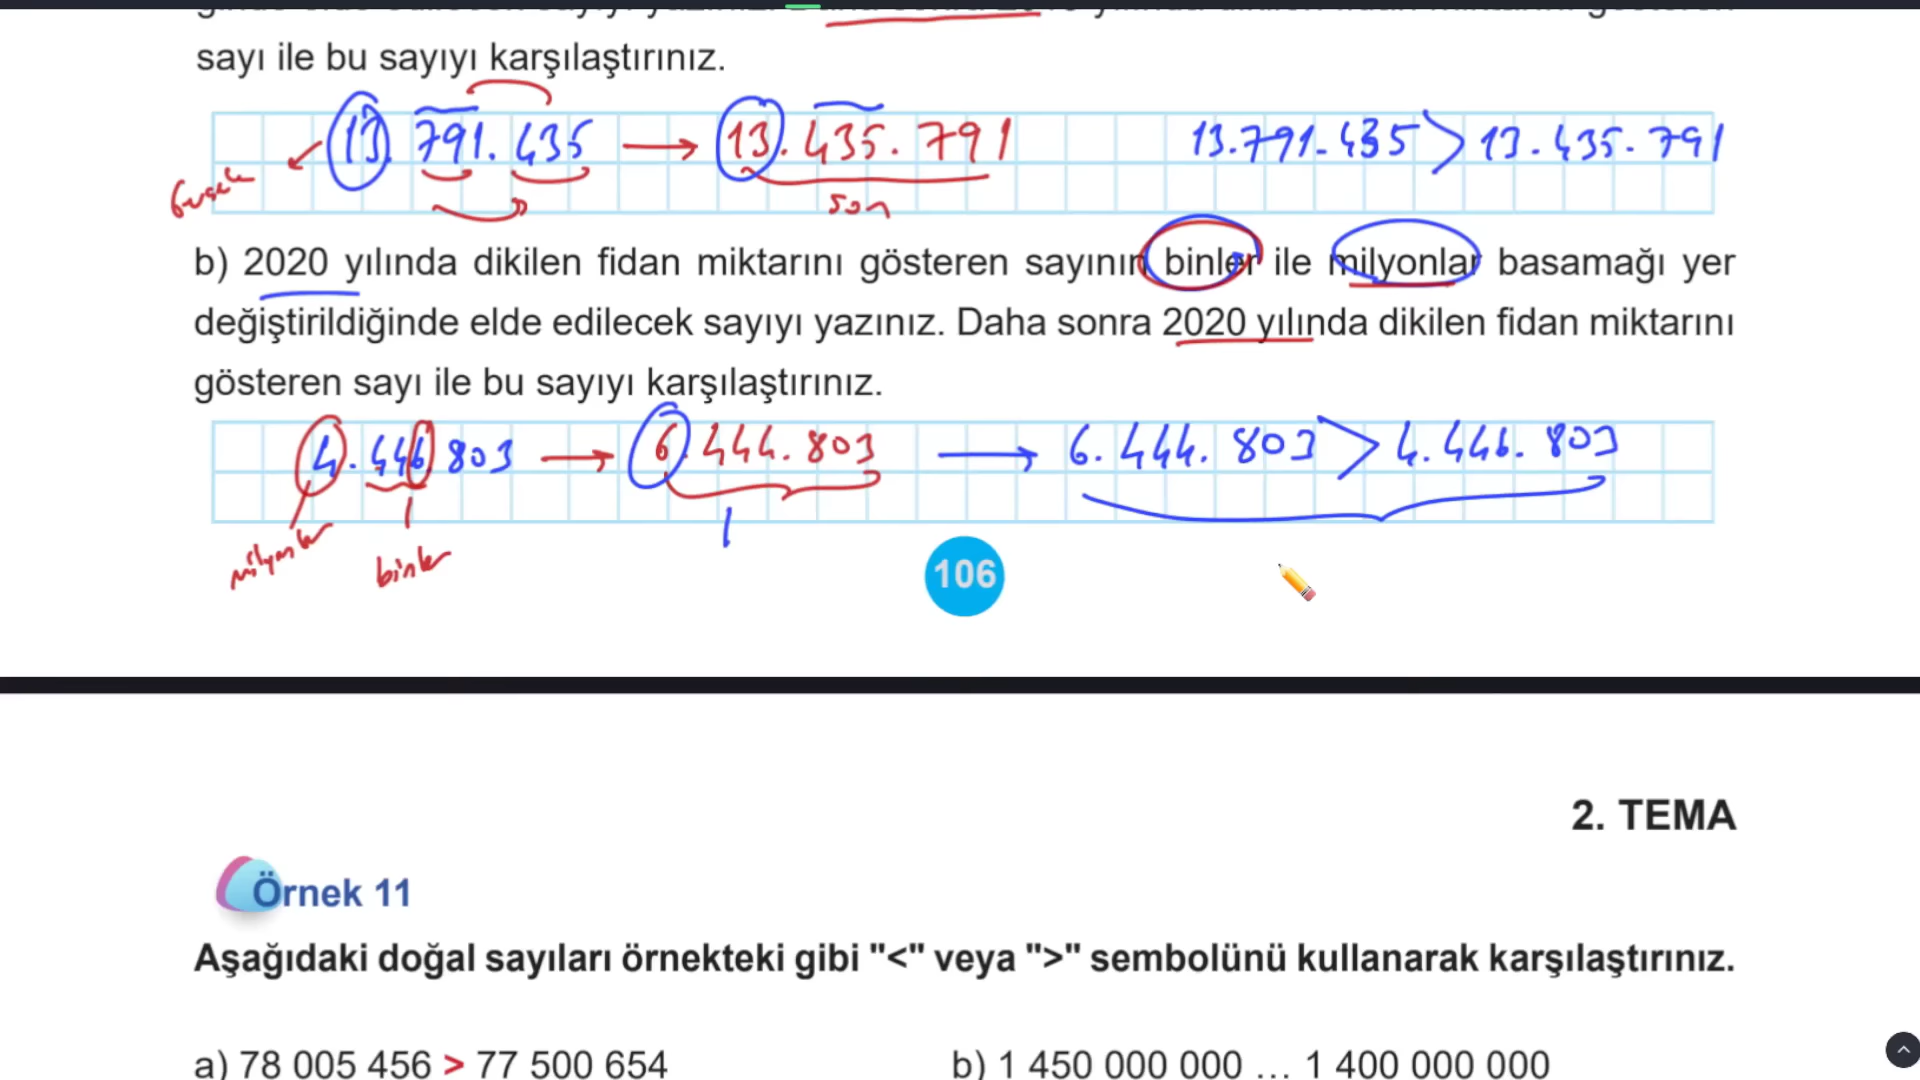 sayı ile bu sayıyı karşılaştırınız.
13.791.435 → 13.435.791 13.791.435 > 13.435.791
son
b) 2020 yılında dikilen fidan miktarını gösteren sayının binler ile milyonlar basamağı yer
değiştirildiğinde elde edilecek sayıyı yazınız. Daha sonra 2020 yılında dikilen fidan miktarını
gösteren sayı ile bu sayıyı karşılaştırınız.
4.446.803 → 6.444.803 → 6.444.803 > 4.446.803
milyonlar binler
106
2. TEMA
Örnek 11
Aşağıdaki doğal sayıları örnekteki gibi "<" veya ">" sembolünü kullanarak karşılaştırınız.
a) 78 005 456 > 77 500 654 b) 1 450 000 000 ... 1 400 000 000